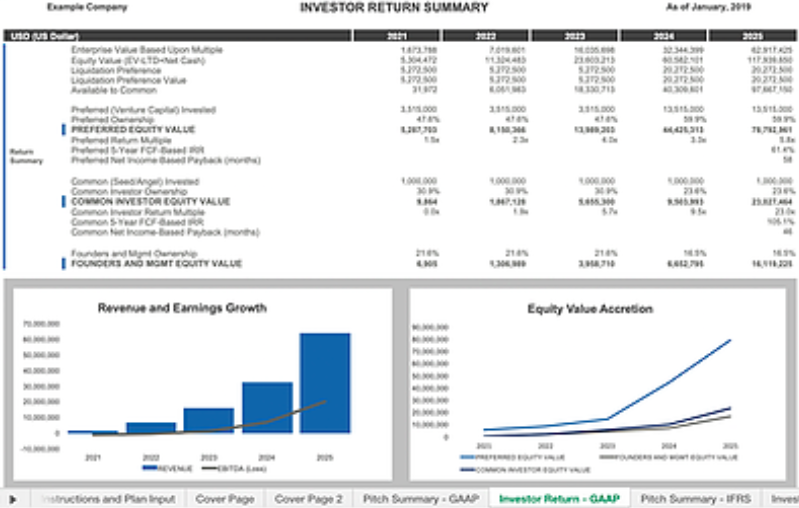 Example Company INVESTOR RETURN SUMMARY As of January, 2019
USD (US Dollar) 2021 2022 2023 2024 2025
Enterprise Value Based Upon Multiple 1,873,788 7,019,601 16,035,698 32,344,399 62,917,425
Equity Value (EV-LTD+Net Cash) 5,304,472 11,324,483 23,603,213 60,582,101 117,939,650
Liquidation Preference 5,272,500 5,272,500 5,272,500 20,272,500 20,272,500
Liquidation Preference Value 5,272,500 5,272,500 5,272,500 20,272,500 20,272,500
Available to Common 31,972 6,051,983 18,330,713 40,309,601 97,667,150
Preferred (Venture Capital) Invested 3,515,000 3,515,000 3,515,000 13,515,000 13,515,000
Preferred Ownership 47.6% 47.6% 47.6% 59.9% 59.9%
PREFERRED EQUITY VALUE 5,287,703 8,150,366 13,989,203 44,425,313 78,792,961
Preferred Return Multiple 1.5x 2.3x 4.0x 3.3x 5.8x
Preferred 5-Year FCF-Based IRR 61.4%
Return
Summary
Preferred Net Income-Based Payback (months) 58
Common (Seed/Angel) Invested 1,000,000 1,000,000 1,000,000 1,000,000 1,000,000
Common Investor Ownership 30.9% 30.9% 30.9% 23.6% 23.6%
COMMON INVESTOR EQUITY VALUE 9,864 1,867,128 5,655,300 9,503,993 23,027,464
Common Investor Return Multiple 0.0x 1.9x 5.7x 9.5x 23.0x
Common 5-Year FCF-Based IRR 105.1%
Common Net Income-Based Payback (months) 46
Founders and Mgmt Ownership 21.6% 21.6% 21.6% 16.5% 16.5%
FOUNDERS AND MGMT EQUITY VALUE 6,905 1,306,989 3,958,710 6,652,795 16,119,225
Revenue and Earnings Growth
70,000,000
60,000,000
50,000,000
40,000,000
30,000,000
20,000,000
10,000,000
0
-10,000,000
2021 2022 2023 2024 2025
REVENUE EBITDA (Loss)
Equity Value Accretion
90,000,000
80,000,000
70,000,000
60,000,000
50,000,000
40,000,000
30,000,000
20,000,000
10,000,000
0
2021 2022 2023 2024 2025
PREFERRED EQUITY VALUE FOUNDERS AND MGMT EQUITY VALUE
COMMON INVESTOR EQUITY VALUE
nstructions and Plan Input Cover Page Cover Page 2 Pitch Summary - GAAP Investor Return - GAAP Pitch Summary - IFRS Inves